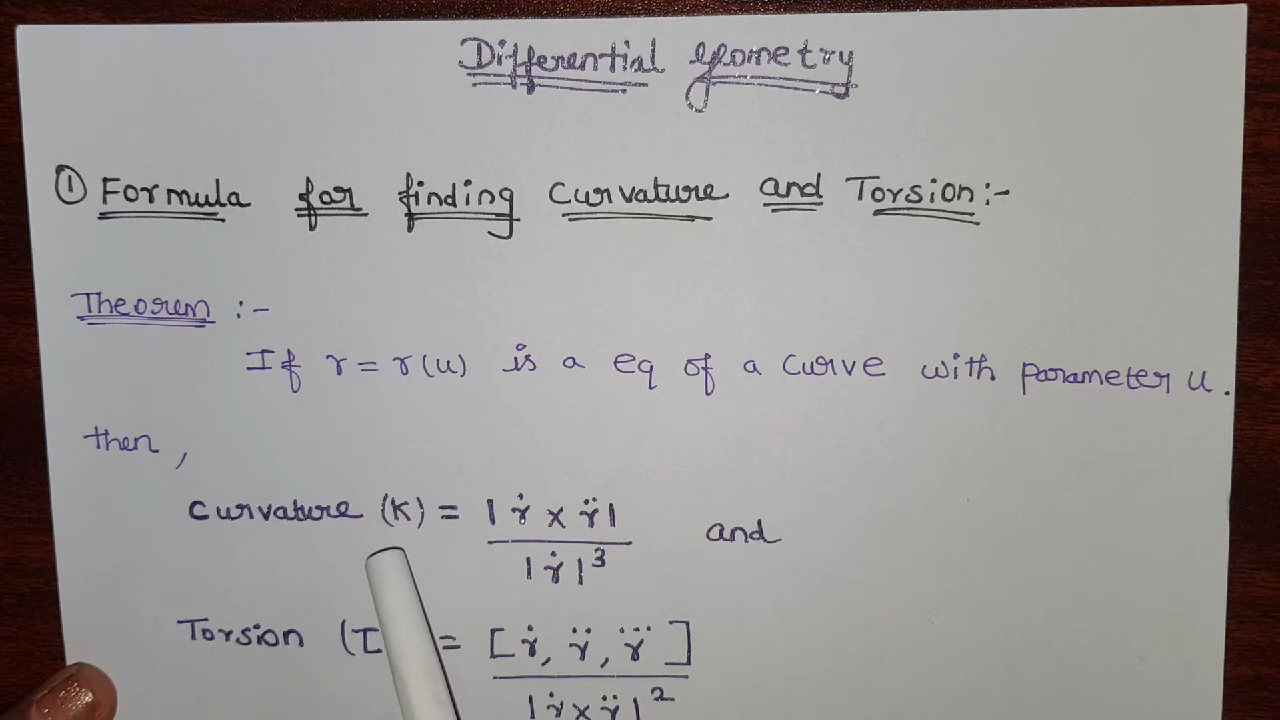 Differential geometry
① Formula for finding Curvature and Torsion:-
Theorem :-
If r = r(u) is a eq of a curve with parameter u.
then,
Curvature (K) = |ṙ × r̈| / |ṙ|³ and
Torsion (τ = [ṙ, r̈, r⃛] / |ṙ × r̈|²